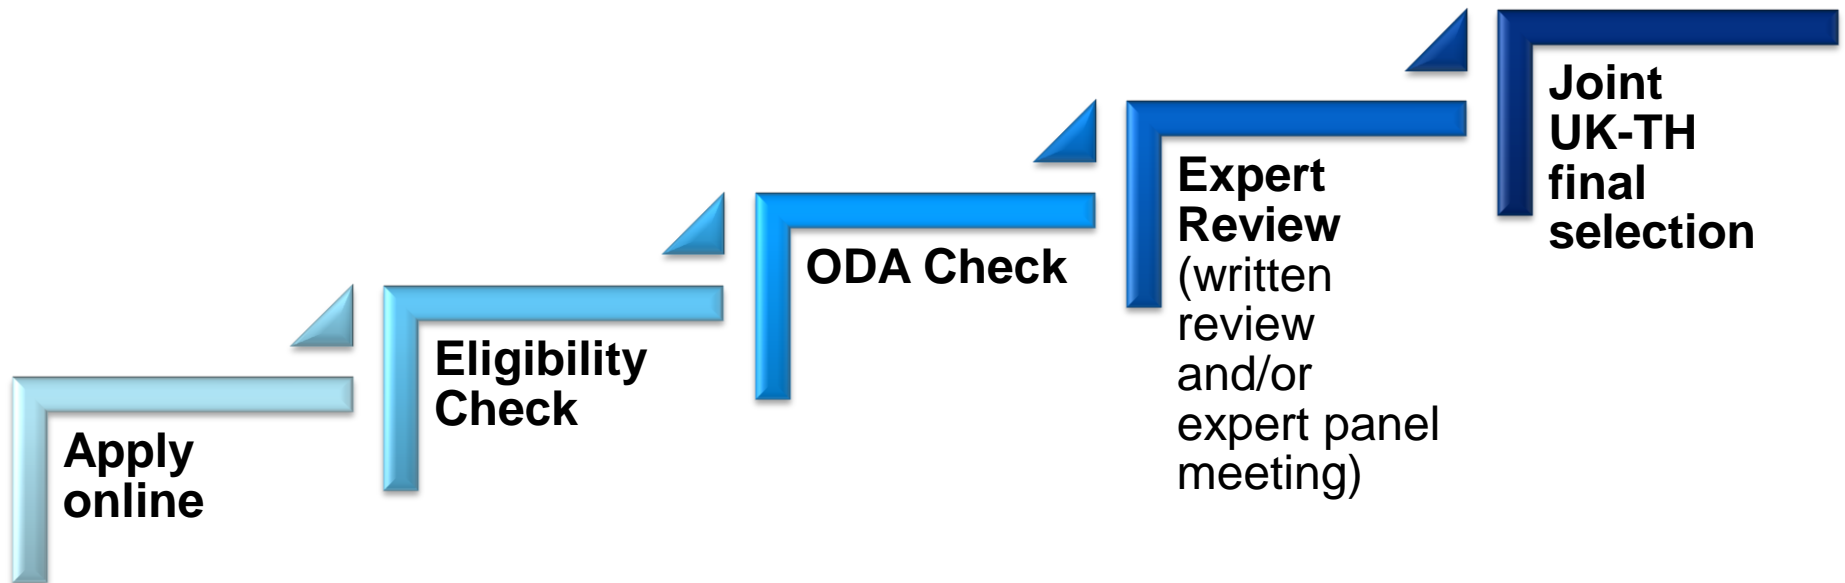 Apply
online
Eligibility
Check
ODA Check
Expert
Review
(written
review
and/or
expert panel
meeting)
Joint
UK-TH
final
selection